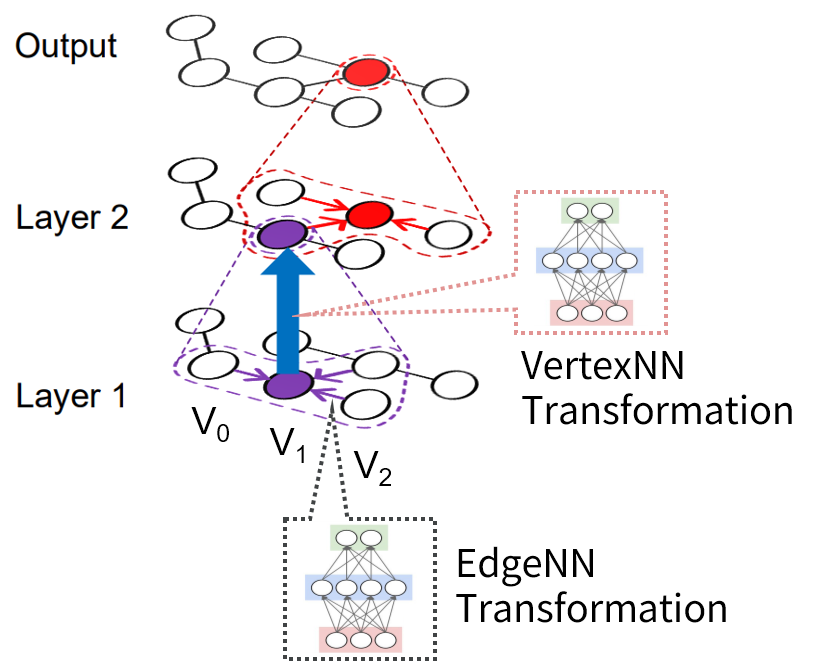 Output
Layer 2
VertexNN
Transformation
Layer 1
V₀
V₁
V₂
EdgeNN
Transformation